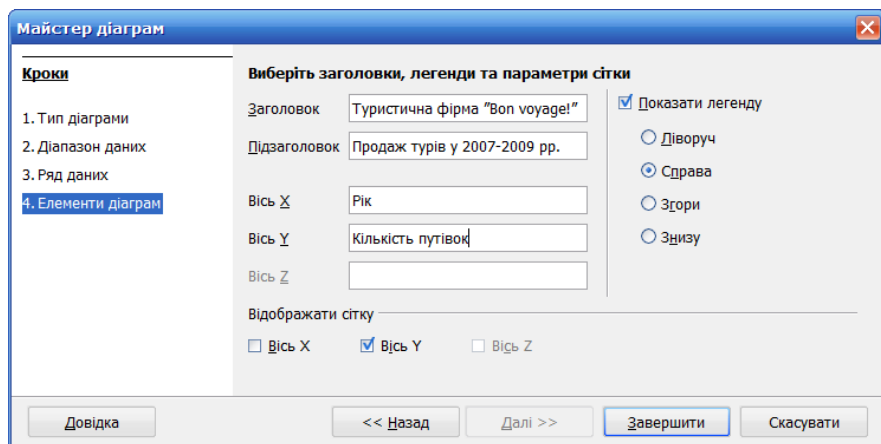 Майстер діаграм
Кроки
1. Тип діаграми
2. Діапазон даних
3. Ряд даних
4. Елементи діаграм
Виберіть заголовки, легенди та параметри сітки
Заголовок Туристична фірма "Bon voyage!"
Підзаголовок Продаж турів у 2007-2009 рр.
Вісь X Рік
Вісь Y Кількість путівок
Вісь Z
Показати легенду
Ліворуч
Справа
Згори
Знизу
Відображати сітку
Вісь X Вісь Y Вісь Z
Довідка << Назад Далі >> Завершити Скасувати